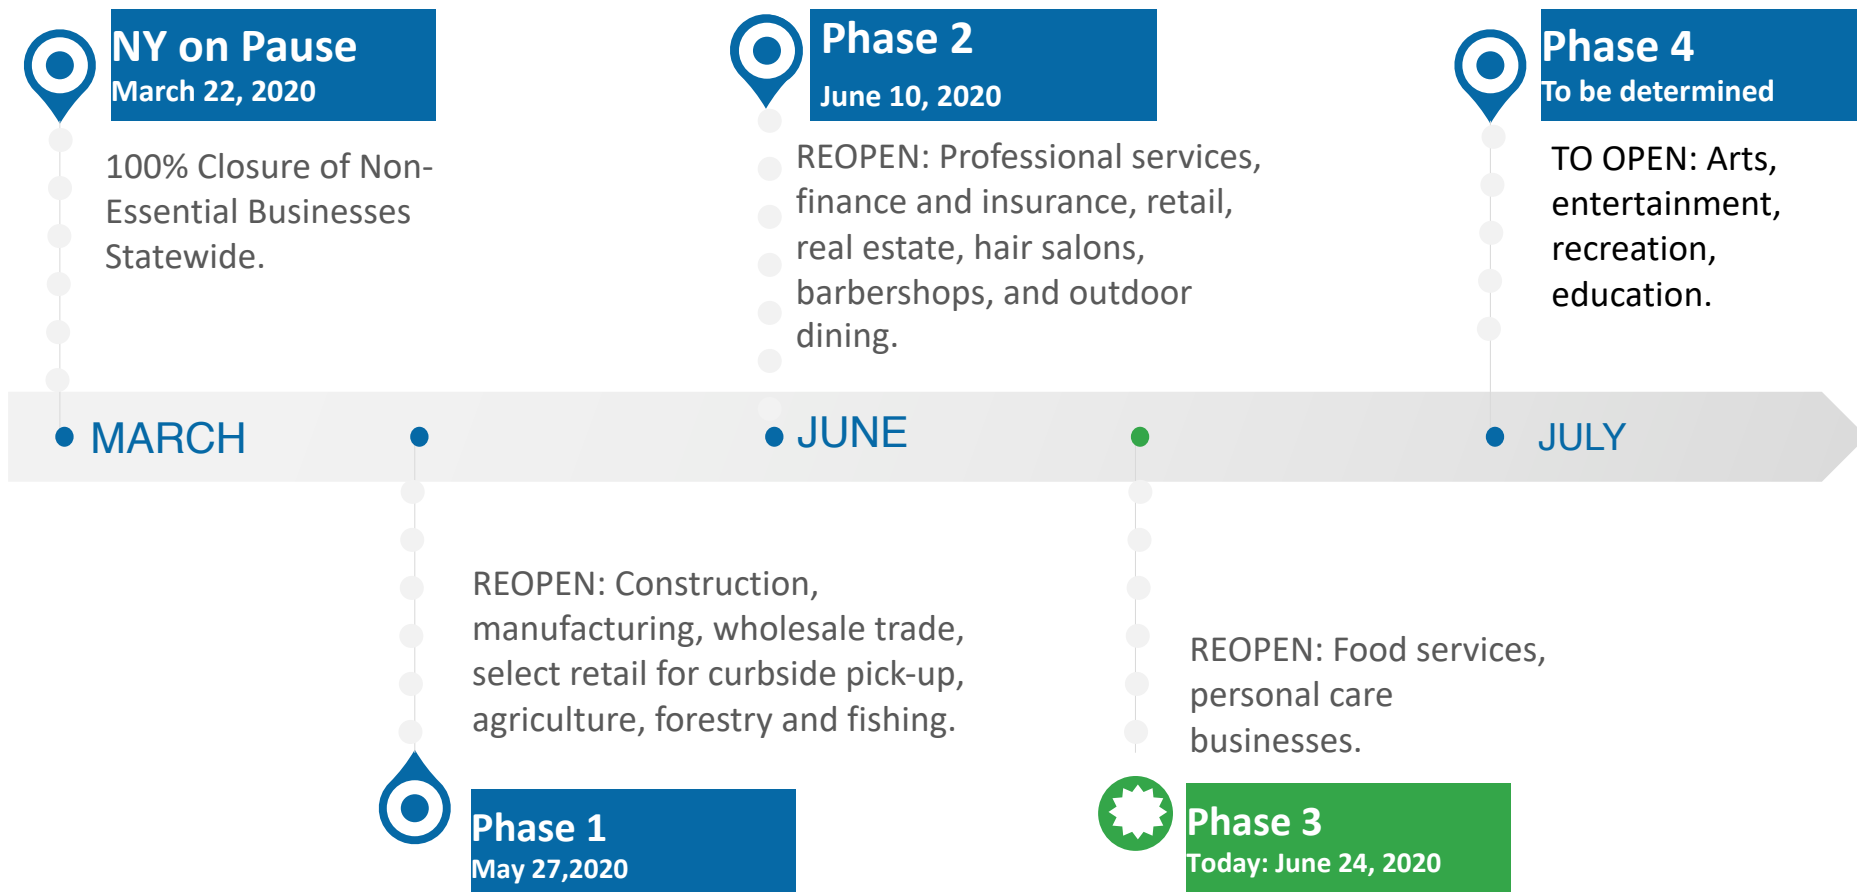 NY on Pause
March 22, 2020
100% Closure of Non-
Essential Businesses
Statewide.
Phase 2
June 10, 2020
REOPEN: Professional services,
finance and insurance, retail,
real estate, hair salons,
barbershops, and outdoor
dining.
Phase 4
To be determined
TO OPEN: Arts,
entertainment,
recreation,
education.
MARCH
JUNE
JULY
REOPEN: Construction,
manufacturing, wholesale trade,
select retail for curbside pick-up,
agriculture, forestry and fishing.
Phase 1
May 27,2020
REOPEN: Food services,
personal care
businesses.
Phase 3
Today: June 24, 2020